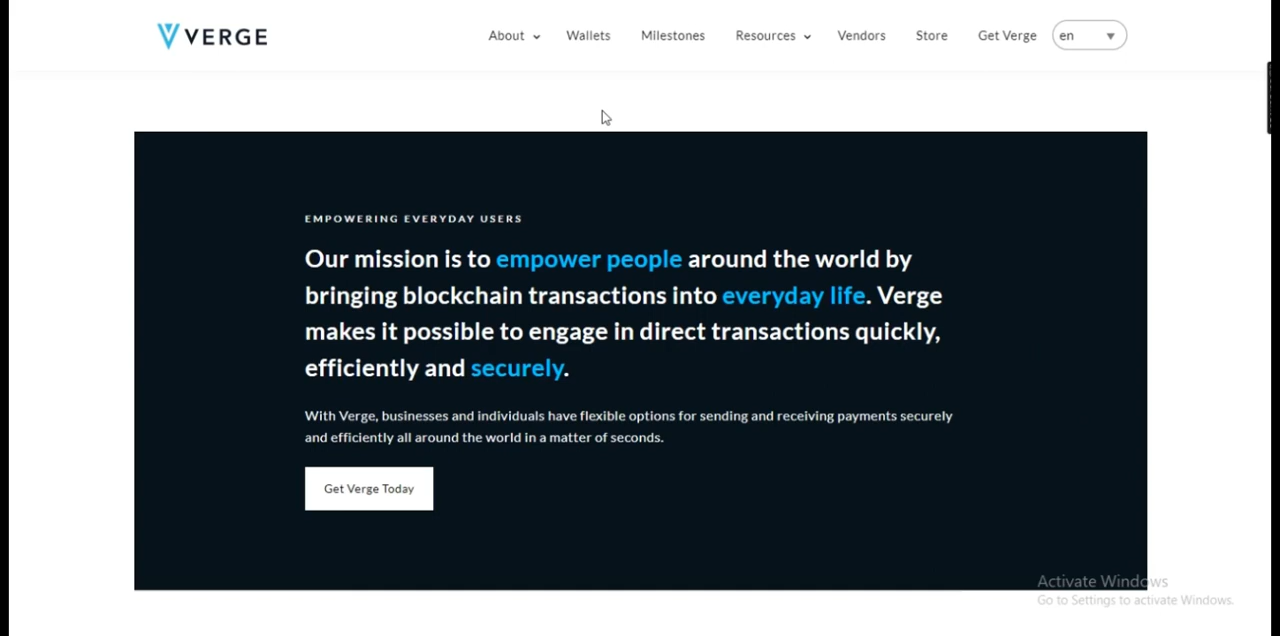 VERGE
About
Wallets
Milestones
Resources
Vendors
Store
Get Verge
en
EMPOWERING EVERYDAY USERS
Our mission is to empower people around the world by
bringing blockchain transactions into everyday life. Verge
makes it possible to engage in direct transactions quickly,
efficiently and securely.
With Verge, businesses and individuals have flexible options for sending and receiving payments securely
and efficiently all around the world in a matter of seconds.
Get Verge Today
Activate Windows
Go to Settings to activate Windows.